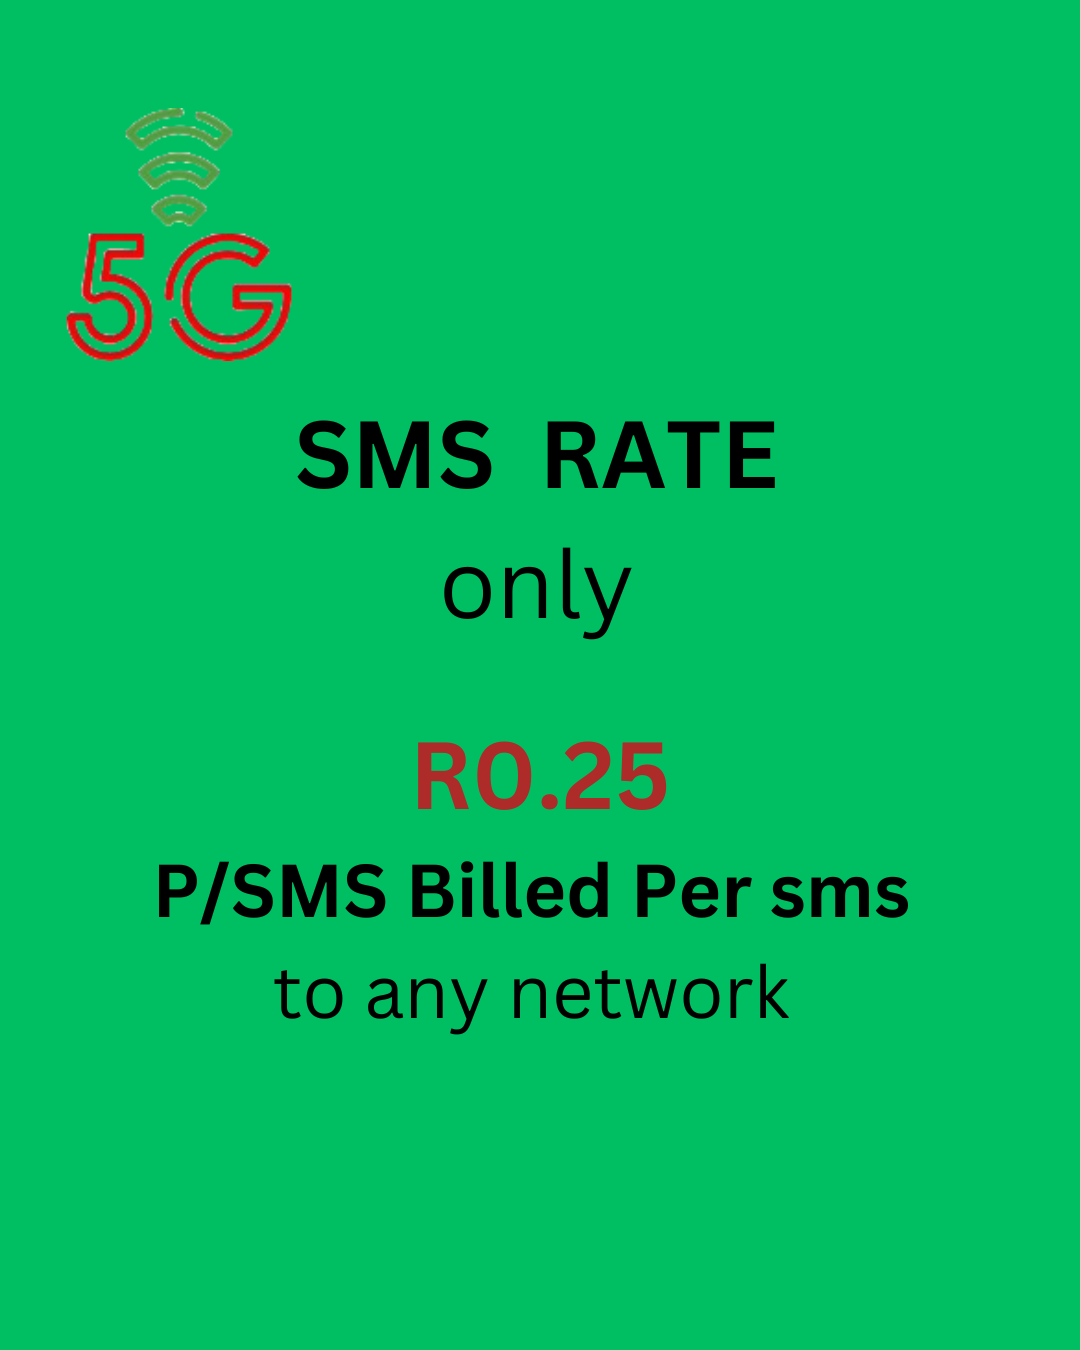 5G
SMS RATE
only
R0.25
P/SMS Billed Per sms
to any network